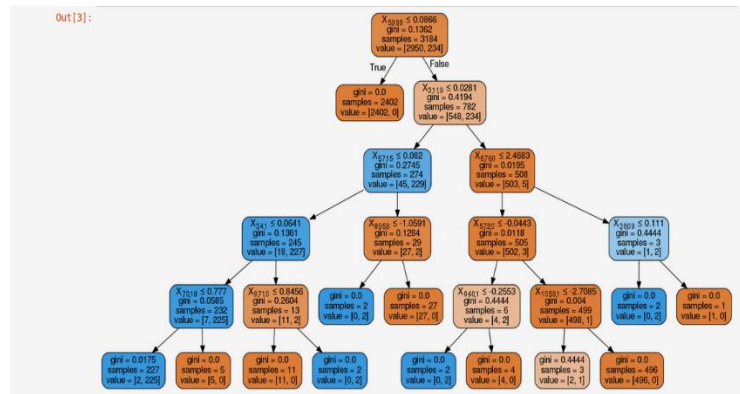 Out[3]:
X5999 ≤ 0.0866
gini = 0.1362
samples = 3184
value = [2950, 234]
True
False
gini = 0.0
samples = 2402
value = [2402, 0]
X3119 ≤ 0.0281
gini = 0.4194
samples = 782
value = [548, 234]
X5715 ≤ 0.082
gini = 0.2745
samples = 274
value = [45, 229]
X6760 ≤ 2.4683
gini = 0.0195
samples = 508
value = [503, 5]
X341 ≤ 0.0641
gini = 0.1361
samples = 245
value = [18, 227]
≤ -1.0591
gini = 0.1284
samples = 29
value = [27, 2]
X5720 ≤ -0.0443
gini = 0.0118
samples = 505
value = [502, 3]
X3609 ≤ 0.111
gini = 0.4444
samples = 3
value = [1, 2]
X7018 ≤ 0.777
gini = 0.0585
samples = 232
value = [7, 225]
X9710 ≤ 0.8456
gini = 0.2604
samples = 13
value = [11, 2]
gini = 0.0
samples = 2
value = [0, 2]
gini = 0.0
samples = 27
value = [27, 0]
X9401 ≤ -0.2553
gini = 0.4444
samples = 6
value = [4, 2]
X10591 ≤ -2.7085
gini = 0.004
samples = 499
value = [498, 1]
gini = 0.0
samples = 2
value = [0, 2]
gini = 0.0
samples = 1
value = [1, 0]
gini = 0.0175
samples = 227
value = [2, 225]
gini = 0.0
samples = 5
value = [5, 0]
gini = 0.0
samples = 11
value = [11, 0]
gini = 0.0
samples = 2
value = [0, 2]
gini = 0.0
samples = 2
value = [0, 2]
gini = 0.0
samples = 4
value = [4, 0]
gini = 0.4444
samples = 3
value = [2, 1]
gini = 0.0
samples = 496
value = [496, 0]